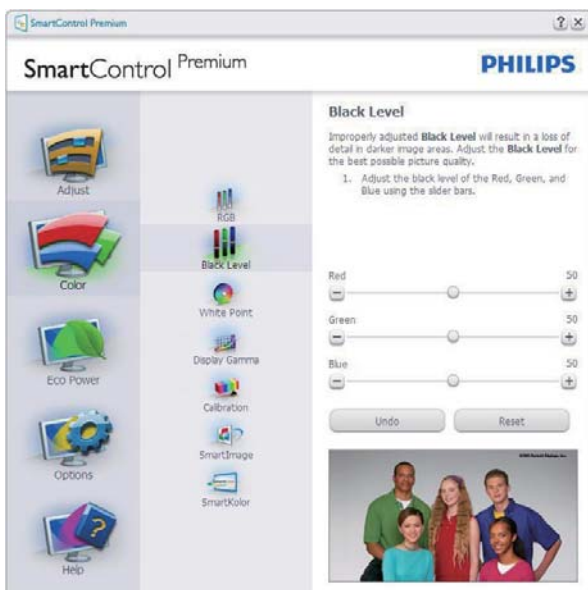 SmartControl Premium
SmartControl Premium
PHILIPS
Adjust
Color
Eco Power
Options
Help
RGB
Black Level
White Point
Display Gamma
Calibration
SmartImage
SmartKolor
Black Level
Improperly adjusted Black Level will result in a loss of
detail in darker image areas. Adjust the Black Level for
the best possible picture quality.
1. Adjust the black level of the Red, Green, and
Blue using the slider bars.
Red 50
Green 50
Blue 50
Undo Reset